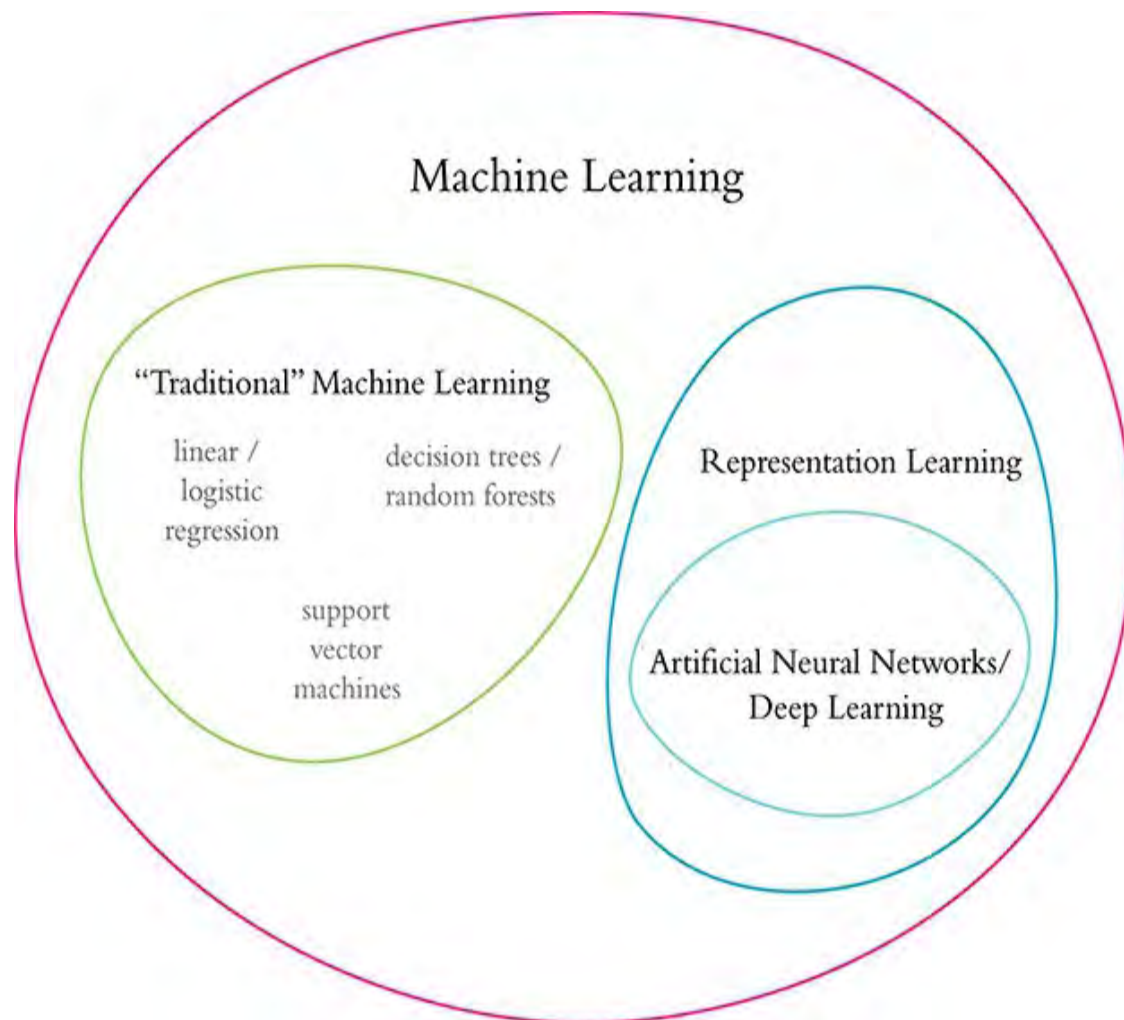 Machine Learning
“Traditional” Machine Learning
linear /
logistic
regression
decision trees /
random forests
support
vector
machines
Representation Learning
Artificial Neural Networks/
Deep Learning